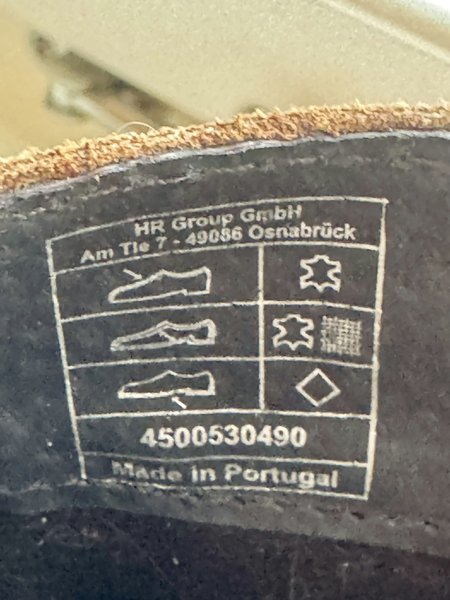 HR Group GmbH
Am Tie 7 - 49086 Osnabrück
4500530490
Made in Portugal